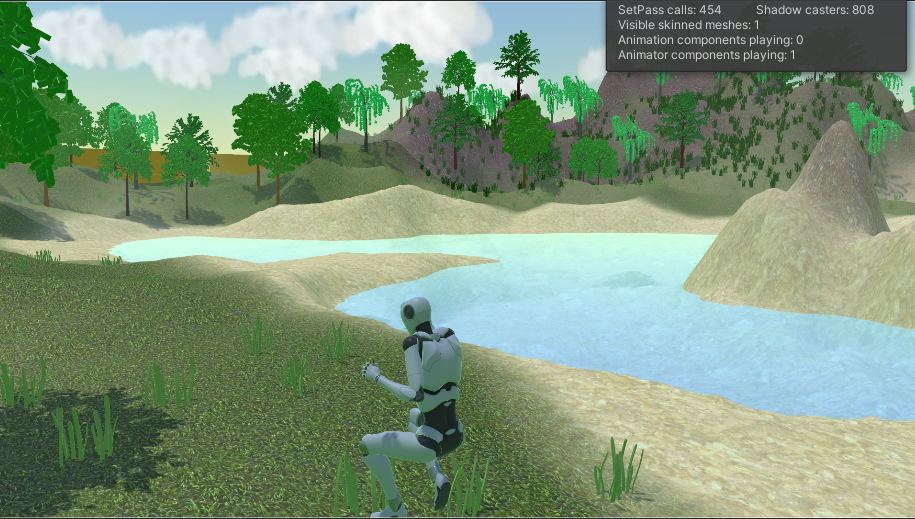 SetPass calls: 454 Shadow casters: 808
Visible skinned meshes: 1
Animation components playing: 0
Animator components playing: 1